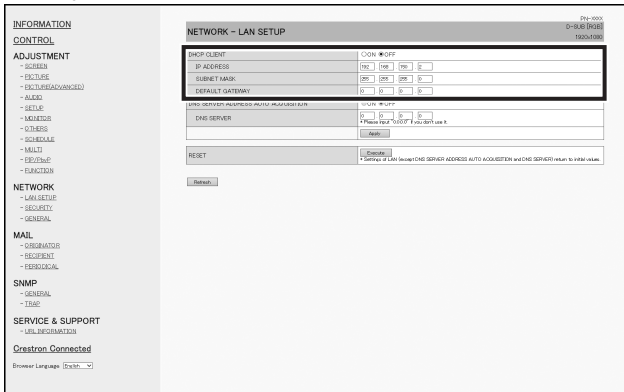 INFORMATION
CONTROL
ADJUSTMENT
- SCREEN
- PICTURE
- PICTURE(ADVANCED)
- AUDIO
- SETUP
- MONITOR
- OTHERS
- SCHEDULE
- MULTI
- PIP/PbyP
- FUNCTION
NETWORK
- LAN SETUP
- SECURITY
- GENERAL
MAIL
- ORIGINATOR
- RECIPIENT
- PERIODICAL
SNMP
- GENERAL
- TRAP
SERVICE & SUPPORT
- URL INFORMATION
Crestron Connected
Browser Language English
PN-XXXX
NETWORK - LAN SETUP
D-SUB [RGB]
1920x1080
DHCP CLIENT ON OFF
IP ADDRESS 192 . 168 . 150 . 2
SUBNET MASK 255 . 255 . 255 . 0
DEFAULT GATEWAY 0 . 0 . 0 . 0
DNS SERVER ADDRESS AUTO ACQUISITION ON OFF
DNS SERVER 0 . 0 . 0 . 0
* Please input "0.0.0.0" if you don't use it.
Apply
RESET Execute
* Settings of LAN (except DNS SERVER ADDRESS AUTO ACQUISITION and DNS SERVER) return to initial values.
Refresh